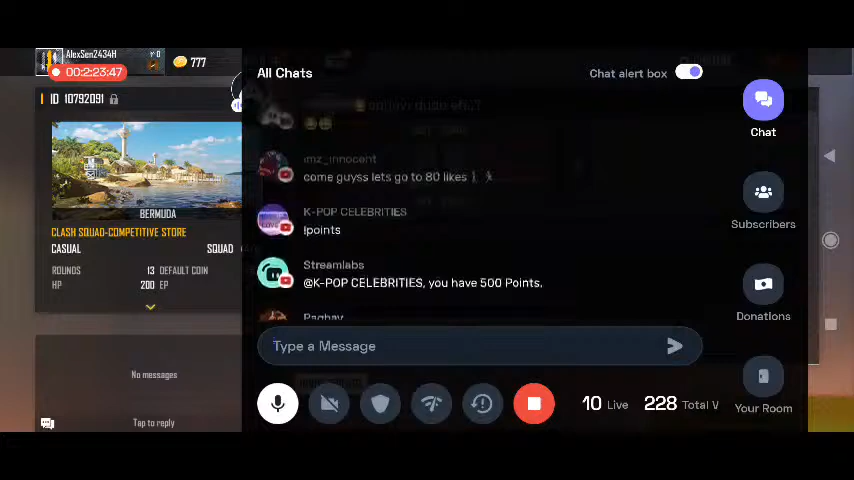 AlexSen2434H
00:2:23:47
777
All Chats
Chat alert box
ID 10792091
Chat
imz_innocent
come guyss lets go to 80 likes
K-POP CELEBRITIES
!points
Subscribers
BERMUDA
CLASH SQUAD-COMPETITIVE STORE
CASUAL
SQUAD
Streamlabs
@K-POP CELEBRITIES, you have 500 Points.
ROUNDS 13 DEFAULT COIN
HP 200 EP
Donations
Type a Message
No messages
10 Live
228 Total V
Your Room
Tap to reply